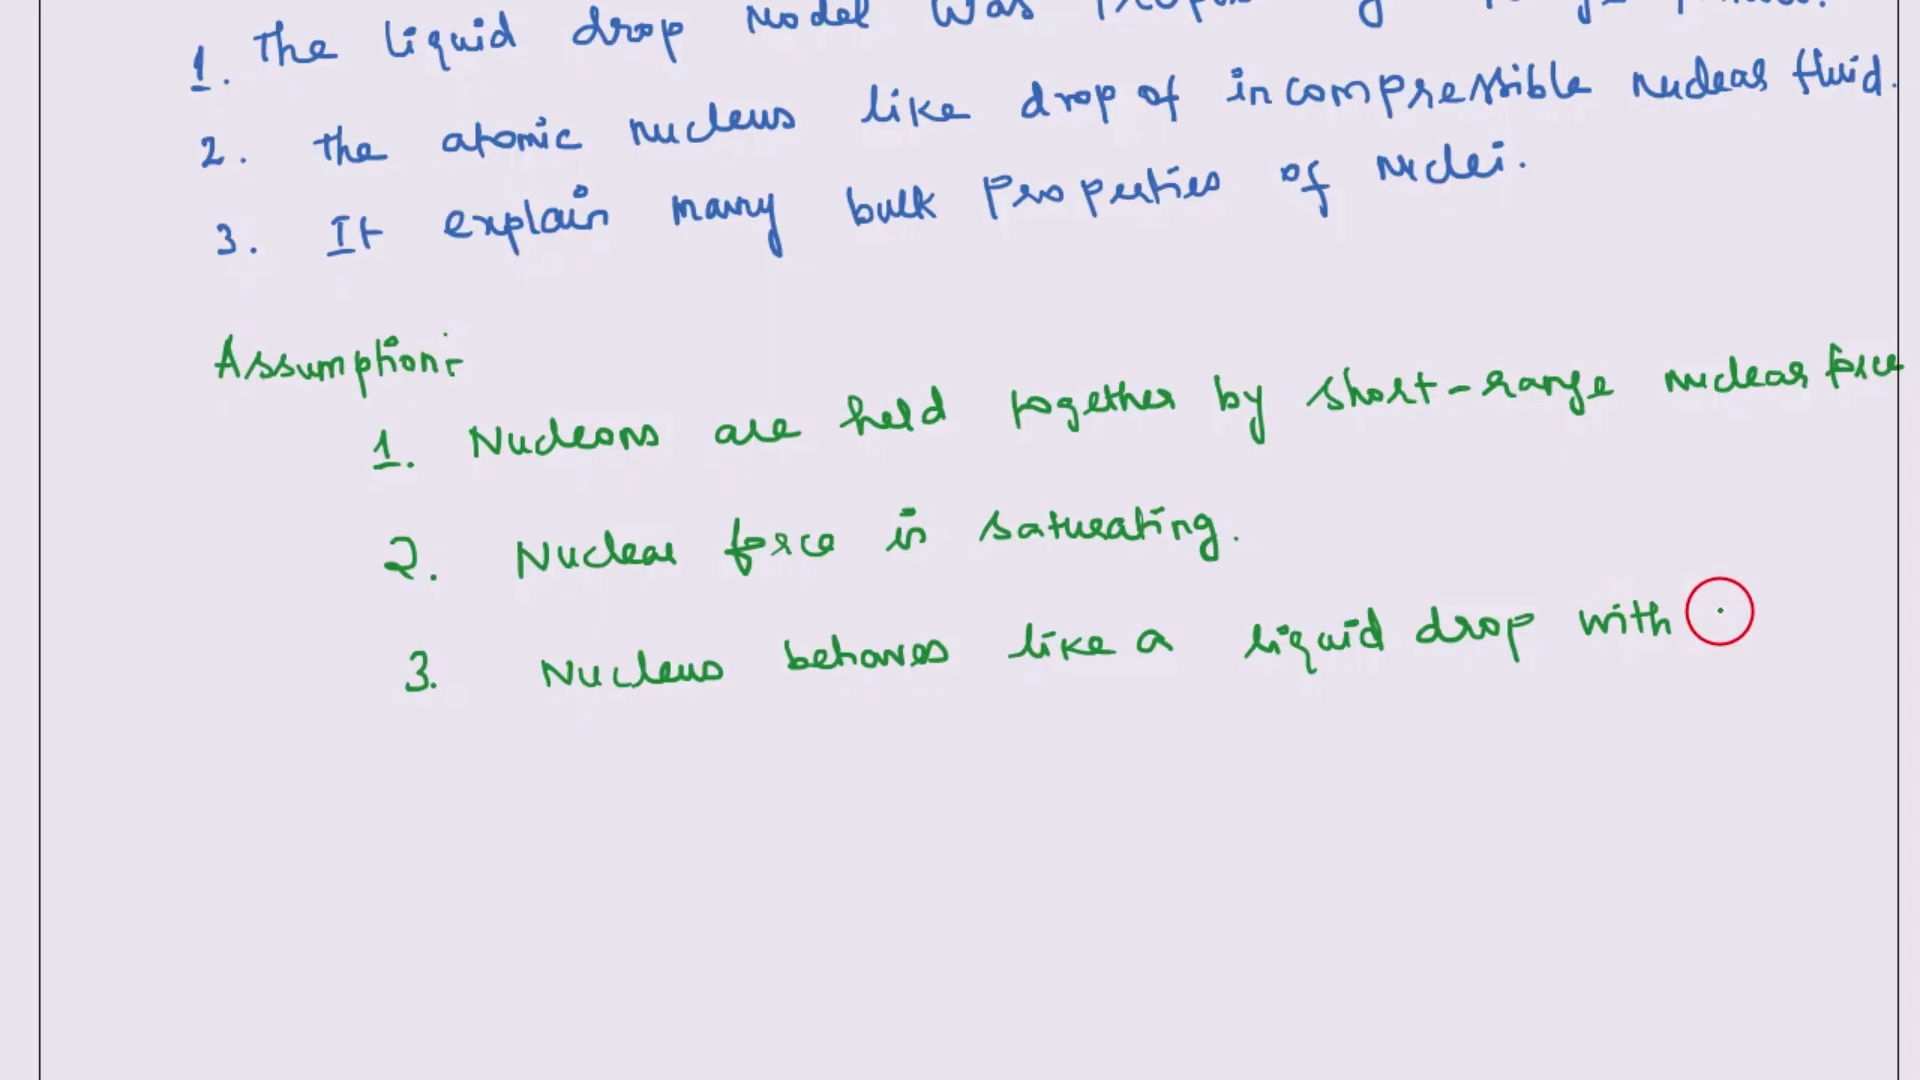 1. The liquid drop Model was
2. The atomic nucleus like drop of incompressible nuclear fluid.
3. It explain many bulk Properties of nuclei.
Assumption:-
1. Nucleons are held together by short-range nuclear force
2. Nuclear force is saturating.
3. Nucleus behaves like a liquid drop with